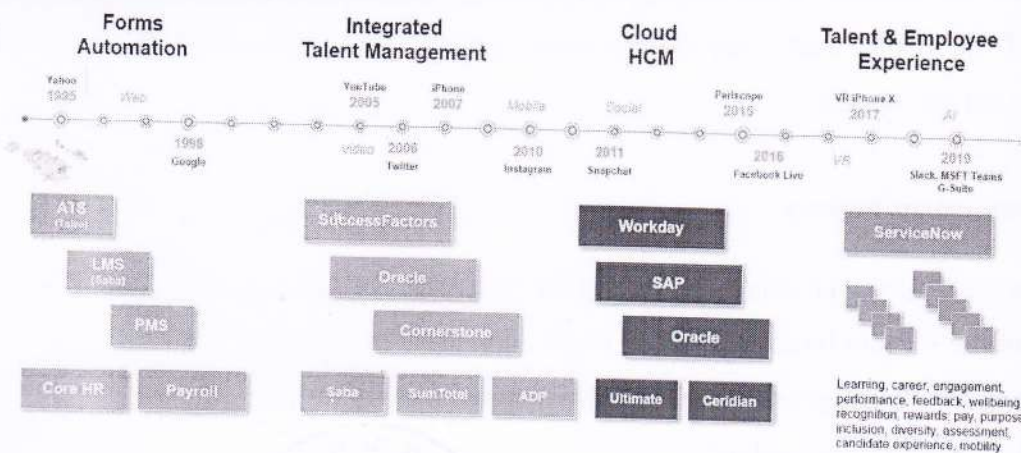 Forms
Automation
Integrated
Talent Management
Cloud
HCM
Talent & Employee
Experience
Yahoo
1995
Web
YouTube
2005
iPhone
2007
Mobile
Social
Periscope
2015
VR iPhone X
2017
AI
1998
Google
Video
2006
Twitter
2010
Instagram
2011
Snapchat
2016
Facebook Live
VR
2019
Slack, MSFT Teams
G-Suite
ATS
(Taleo)
LMS
(Saba)
PMS
Core HR
Payroll
SuccessFactors
Oracle
Cornerstone
Saba
SumTotal
ADP
Workday
SAP
Oracle
Ultimate
Ceridian
ServiceNow
Learning, career, engagement,
performance, feedback, wellbeing
recognition, rewards, pay, purpose
inclusion, diversity, assessment,
candidate experience, mobility